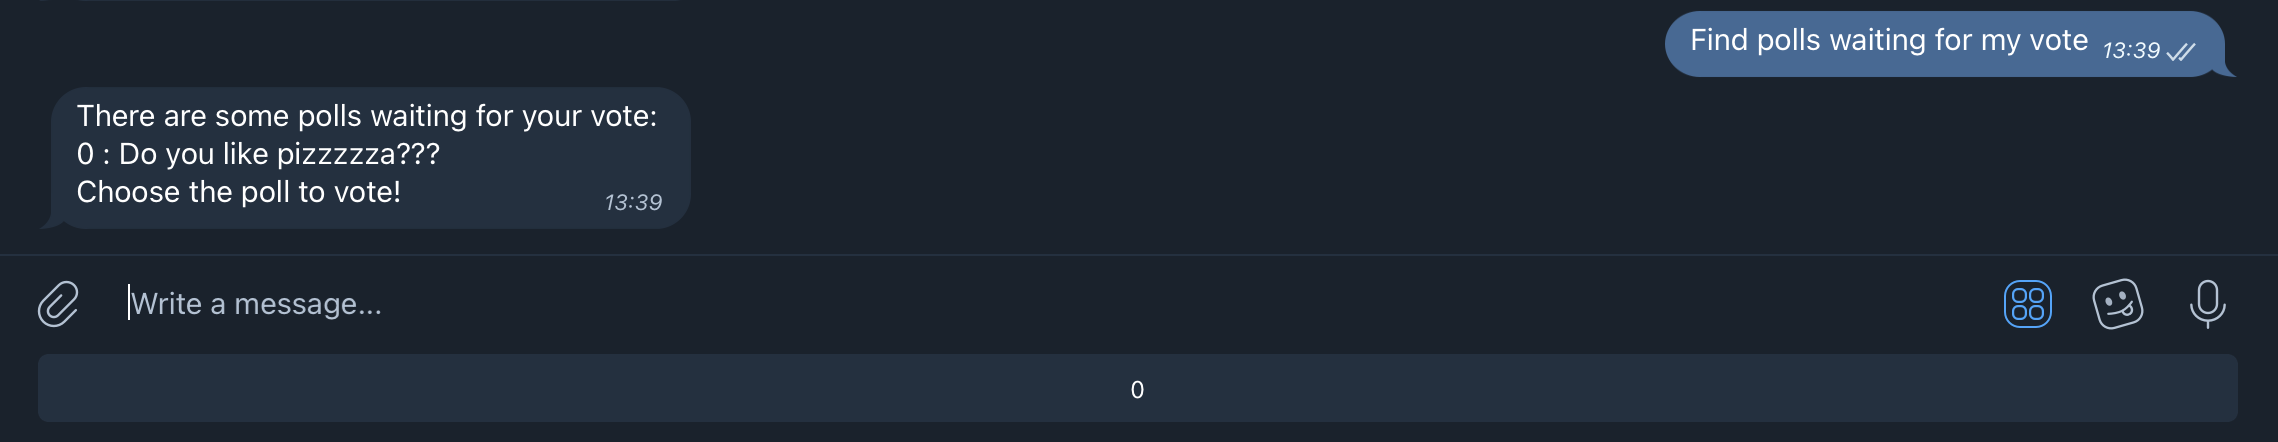 Find polls waiting for my vote 13:39
There are some polls waiting for your vote:
0 : Do you like pizzzzza???
Choose the poll to vote!
13:39
Write a message...
0